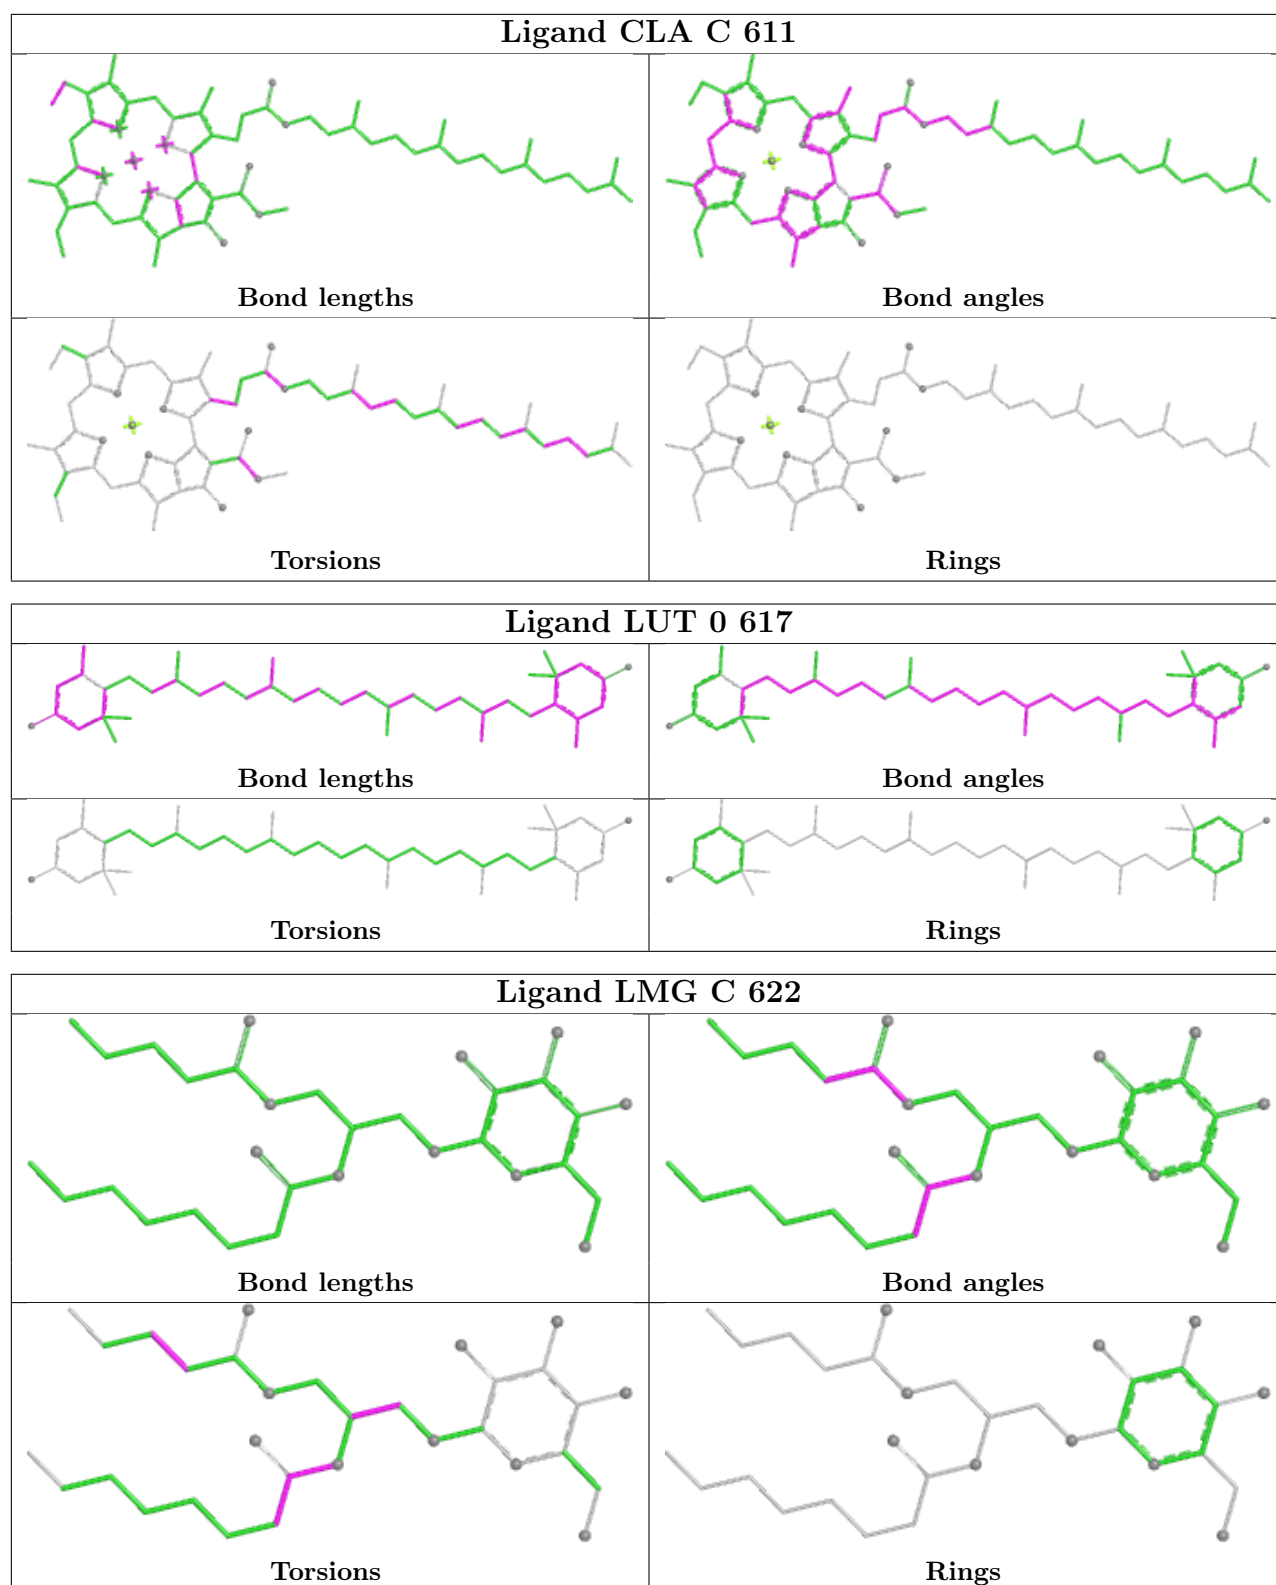 Ligand CLA C 611
Bond lengths
Bond angles
Torsions
Rings
Ligand LUT 0 617
Bond lengths
Bond angles
Torsions
Rings
Ligand LMG C 622
Bond lengths
Bond angles
Torsions
Rings